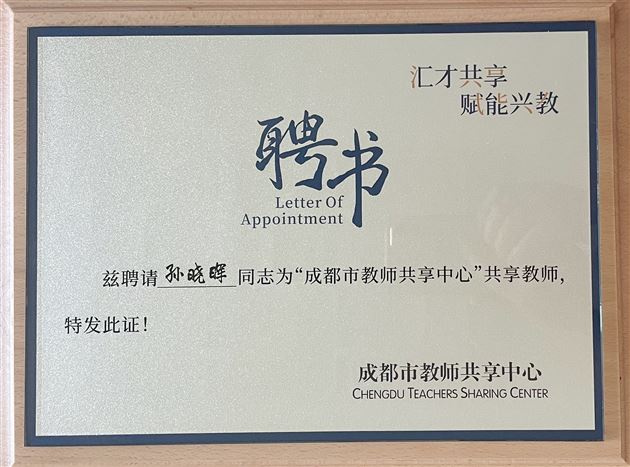 汇才共享
赋能兴教
聘书
Letter Of
Appointment
兹聘请孙晓晖同志为“成都市教师共享中心”共享教师，
特发此证！
成都市教师共享中心
CHENGDU TEACHERS SHARING CENTER